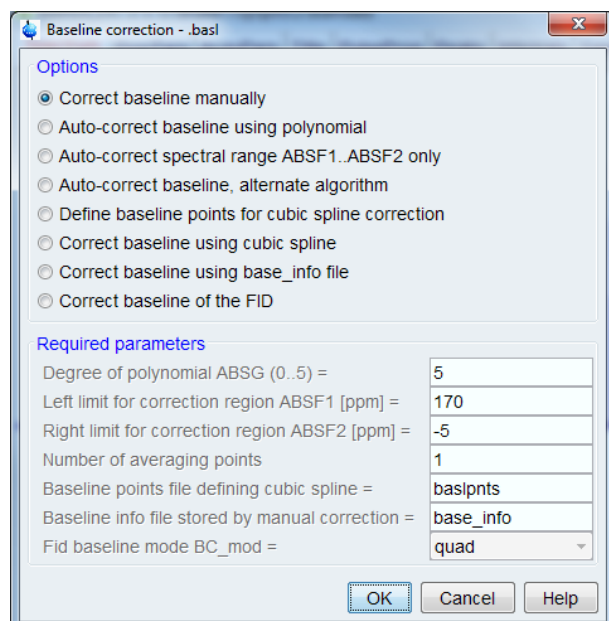 Baseline correction - .basl
Options
Correct baseline manually
Auto-correct baseline using polynomial
Auto-correct spectral range ABSF1..ABSF2 only
Auto-correct baseline, alternate algorithm
Define baseline points for cubic spline correction
Correct baseline using cubic spline
Correct baseline using base_info file
Correct baseline of the FID
Required parameters
Degree of polynomial ABSG (0..5) = 5
Left limit for correction region ABSF1 [ppm] = 170
Right limit for correction region ABSF2 [ppm] = -5
Number of averaging points 1
Baseline points file defining cubic spline = baslpnts
Baseline info file stored by manual correction = base_info
Fid baseline mode BC_mod = quad
OK Cancel Help